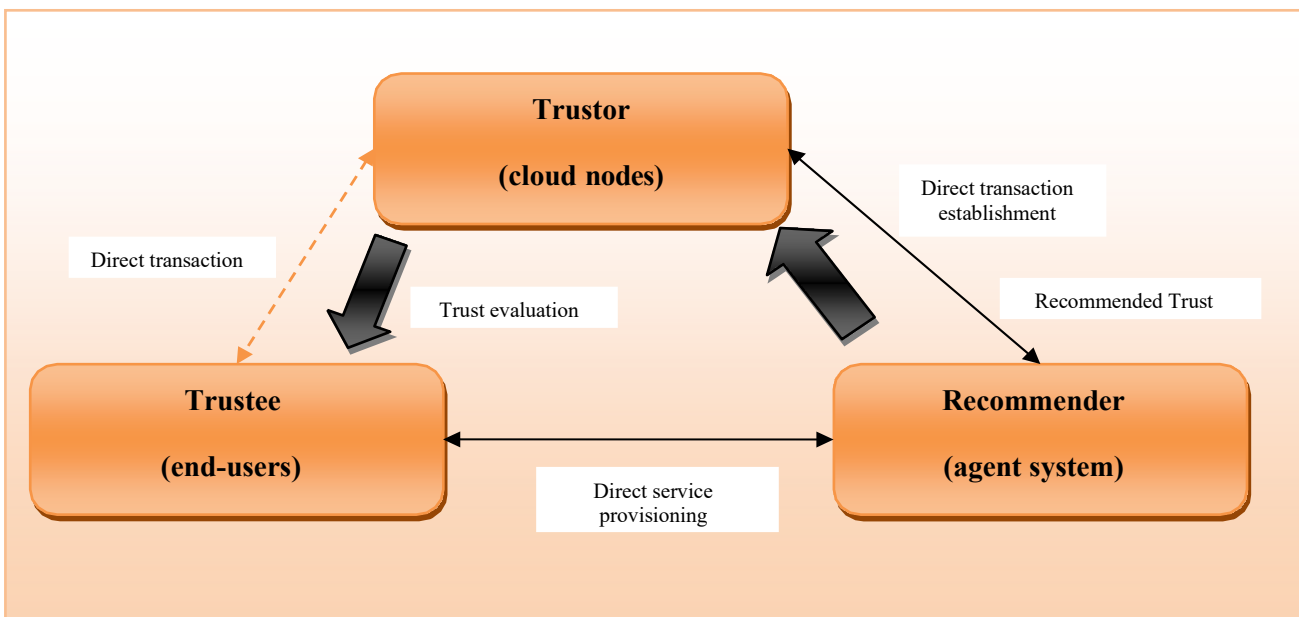 Trustor
(cloud nodes)
Direct transaction
establishment
Direct transaction
Recommended Trust
Trust evaluation
Trustee
(end-users)
Recommender
(agent system)
Direct service
provisioning